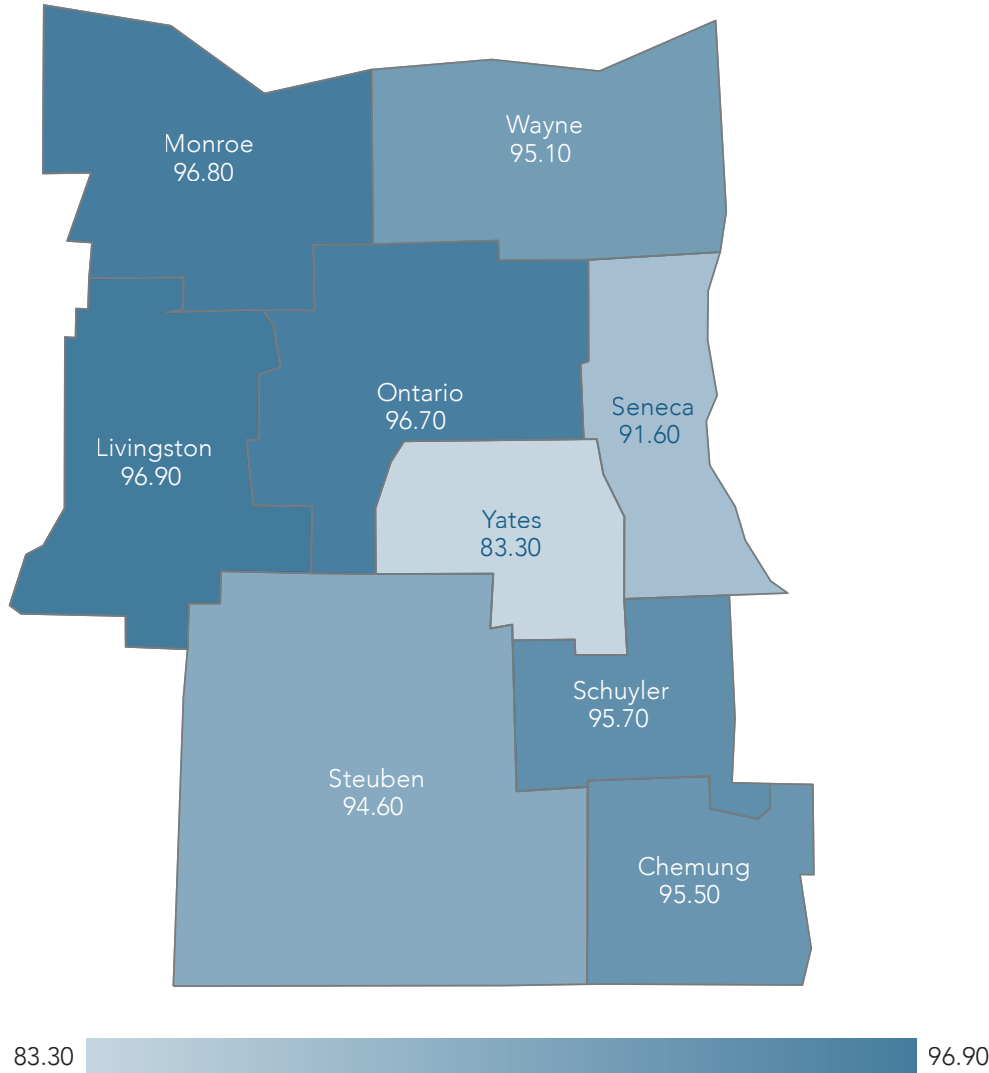 Monroe
96.80
Wayne
95.10
Ontario
96.70
Seneca
91.60
Livingston
96.90
Yates
83.30
Schuyler
95.70
Steuben
94.60
Chemung
95.50
83.30
96.90